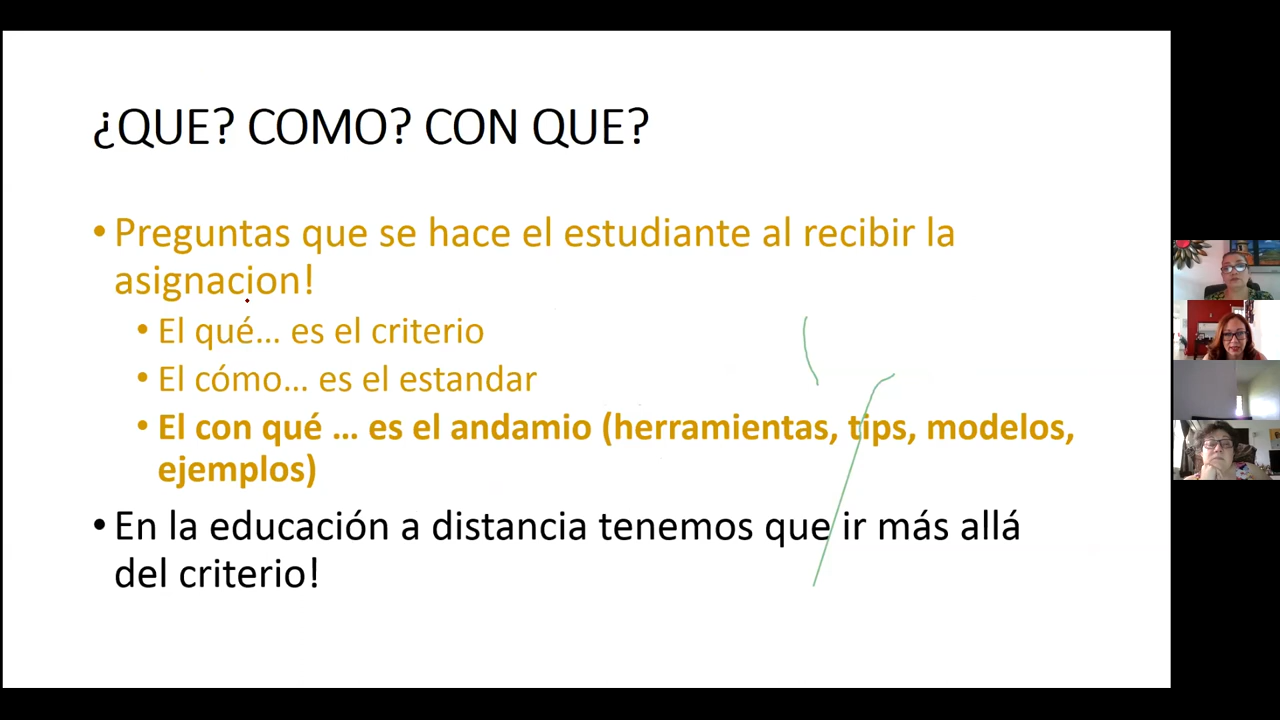 ¿QUE? COMO? CON QUE?
• Preguntas que se hace el estudiante al recibir la
asignacion!
• El qué... es el criterio
• El cómo... es el estandar
• El con qué ... es el andamio (herramientas, tips, modelos,
ejemplos)
• En la educación a distancia tenemos que ir más allá
del criterio!